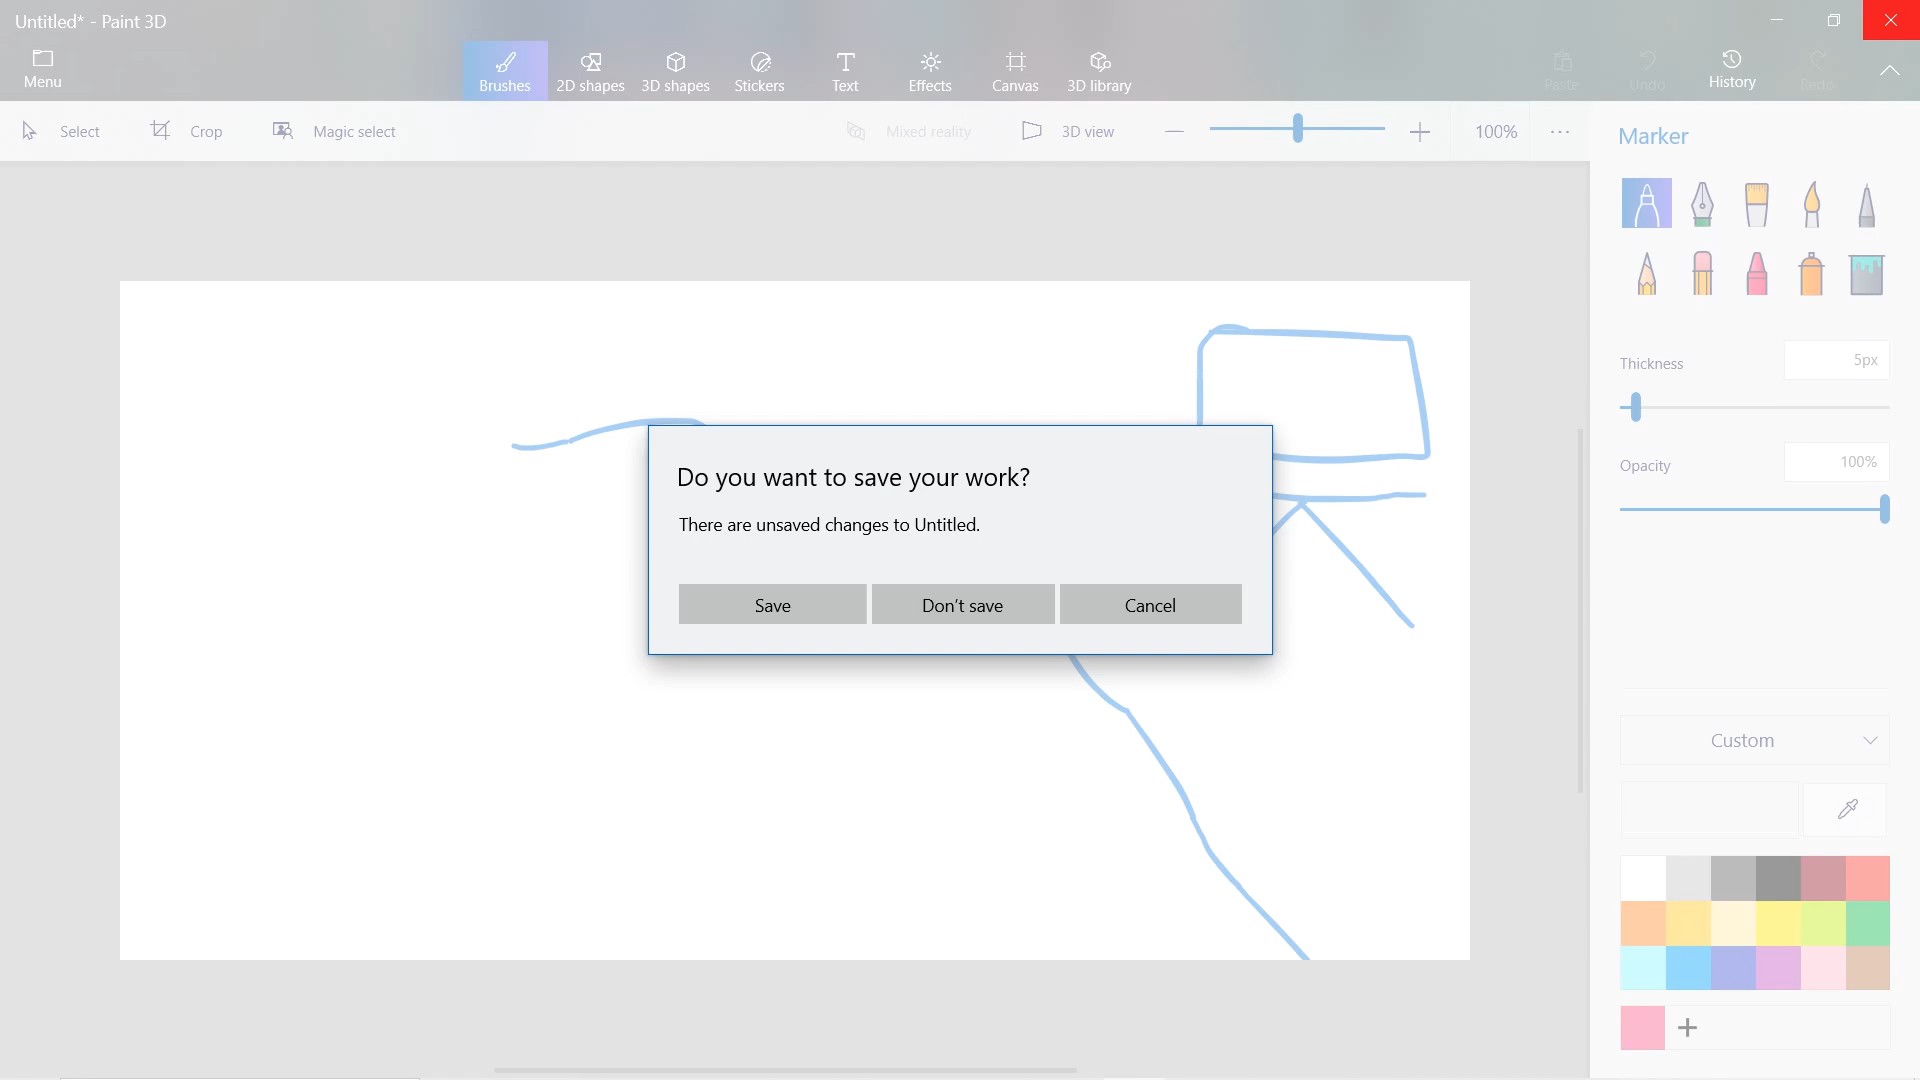 Untitled* - Paint 3D
Menu
Brushes
2D shapes
3D shapes
Stickers
Text
Effects
Canvas
3D library
Paste
Undo
History
Redo
Select
Crop
Magic select
Mixed reality
3D view
100%
Marker
Thickness
5px
Opacity
100%
Do you want to save your work?
There are unsaved changes to Untitled.
Save
Don't save
Cancel
Custom